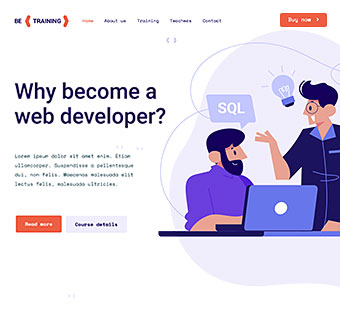 BE { TRAINING }
Home About us Training Teachers Contact
Buy now >
{ }
Why become a
web developer?
SQL
Lorem ipsum dolor sit amet enim. Etiam
ullamcorper. Suspendisse a pellentesque
dui, non felis. Maecenas malesuada elit
lectus felis, malesuada ultricies.
Read more
Course details